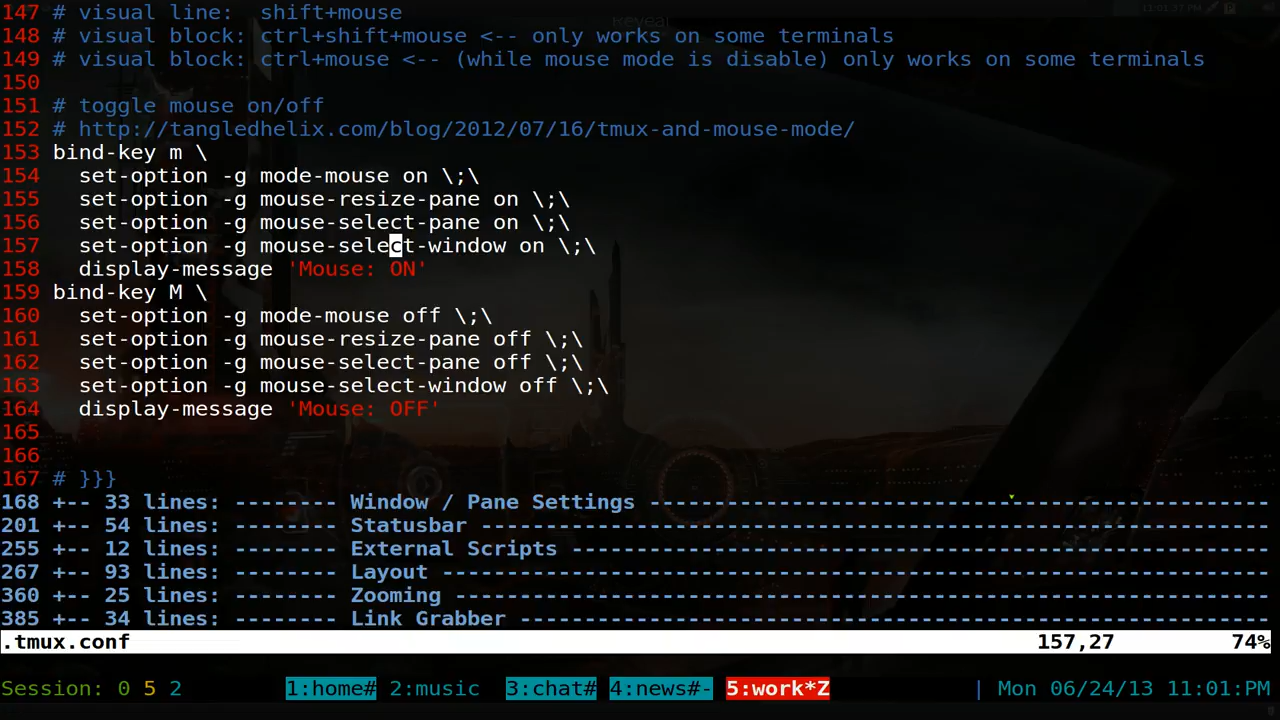 147 # visual line:  shift+mouse
148 # visual block: ctrl+shift+mouse <-- only works on some terminals
149 # visual block: ctrl+mouse <-- (while mouse mode is disable) only works on some terminals
150
151 # toggle mouse on/off
152 # http://tangledhelix.com/blog/2012/07/16/tmux-and-mouse-mode/
153 bind-key m \
154   set-option -g mode-mouse on \;\
155   set-option -g mouse-resize-pane on \;\
156   set-option -g mouse-select-pane on \;\
157   set-option -g mouse-select-window on \;\
158   display-message 'Mouse: ON'
159 bind-key M \
160   set-option -g mode-mouse off \;\
161   set-option -g mouse-resize-pane off \;\
162   set-option -g mouse-select-pane off \;\
163   set-option -g mouse-select-window off \;\
164   display-message 'Mouse: OFF'
165
166
167 # }}}
168 +-- 33 lines: -------- Window / Pane Settings ------------------------------------------------
201 +-- 54 lines: -------- Statusbar -------------------------------------------------------------
255 +-- 12 lines: -------- External Scripts ------------------------------------------------------
267 +-- 93 lines: -------- Layout ----------------------------------------------------------------
360 +-- 25 lines: -------- Zooming ---------------------------------------------------------------
385 +-- 34 lines: -------- Link Grabber ----------------------------------------------------------
.tmux.conf 157,27 74%
Session: 0 5 2 1:home# 2:music 3:chat# 4:news#- 5:work*Z | Mon 06/24/13 11:01:PM